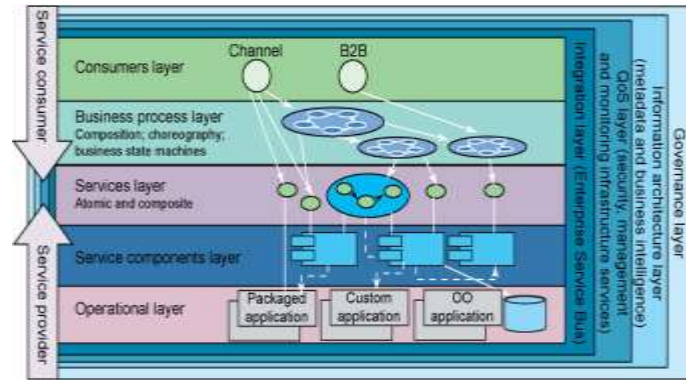 Service consumer
Service provider
Channel
B2B
Consumers layer
Business process layer
Composition; choreography;
business state machines
Services layer
Atomic and composite
Service components layer
Operational layer
Packaged
application
Custom
application
OO
application
Integration layer (Enterprise Service Bus)
QoS layer (security, management
and monitoring infrastructure services)
Information architecture layer
(metadata and business intelligence)
Governance layer